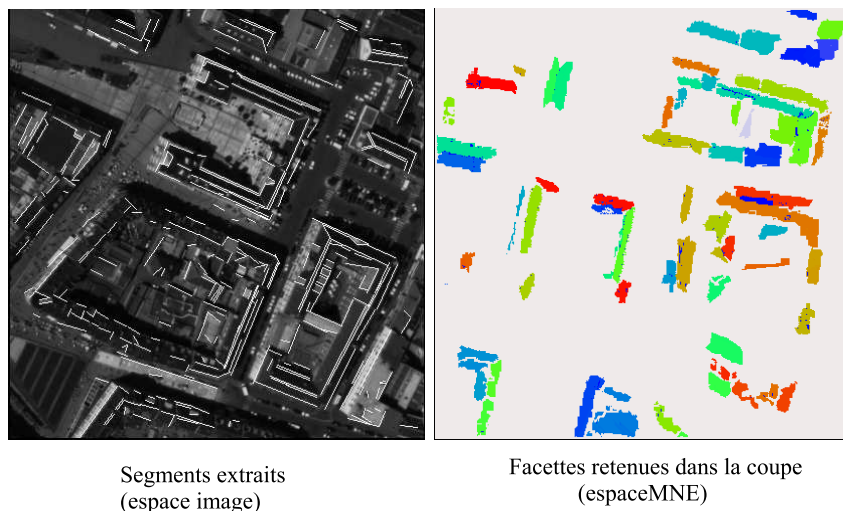 Segments extraits
(espace image)
Facettes retenues dans la coupe
(espaceMNE)